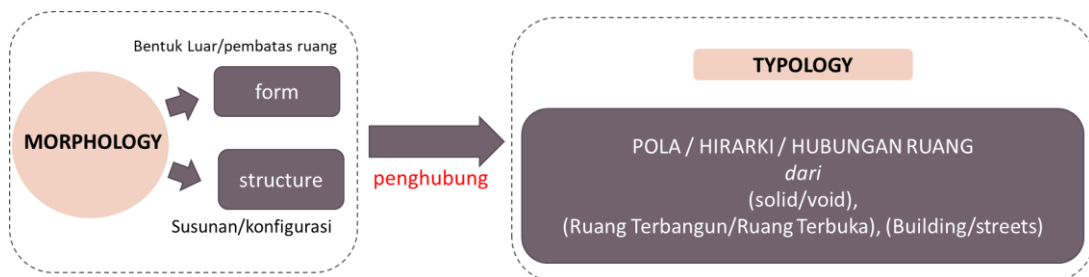 Bentuk Luar/pembatas ruang
form
MORPHOLOGY
structure
Susunan/konfigurasi
penghubung
TYPOLOGY
POLA / HIRARKI / HUBUNGAN RUANG
dari
(solid/void),
(Ruang Terbangun/Ruang Terbuka), (Building/streets)